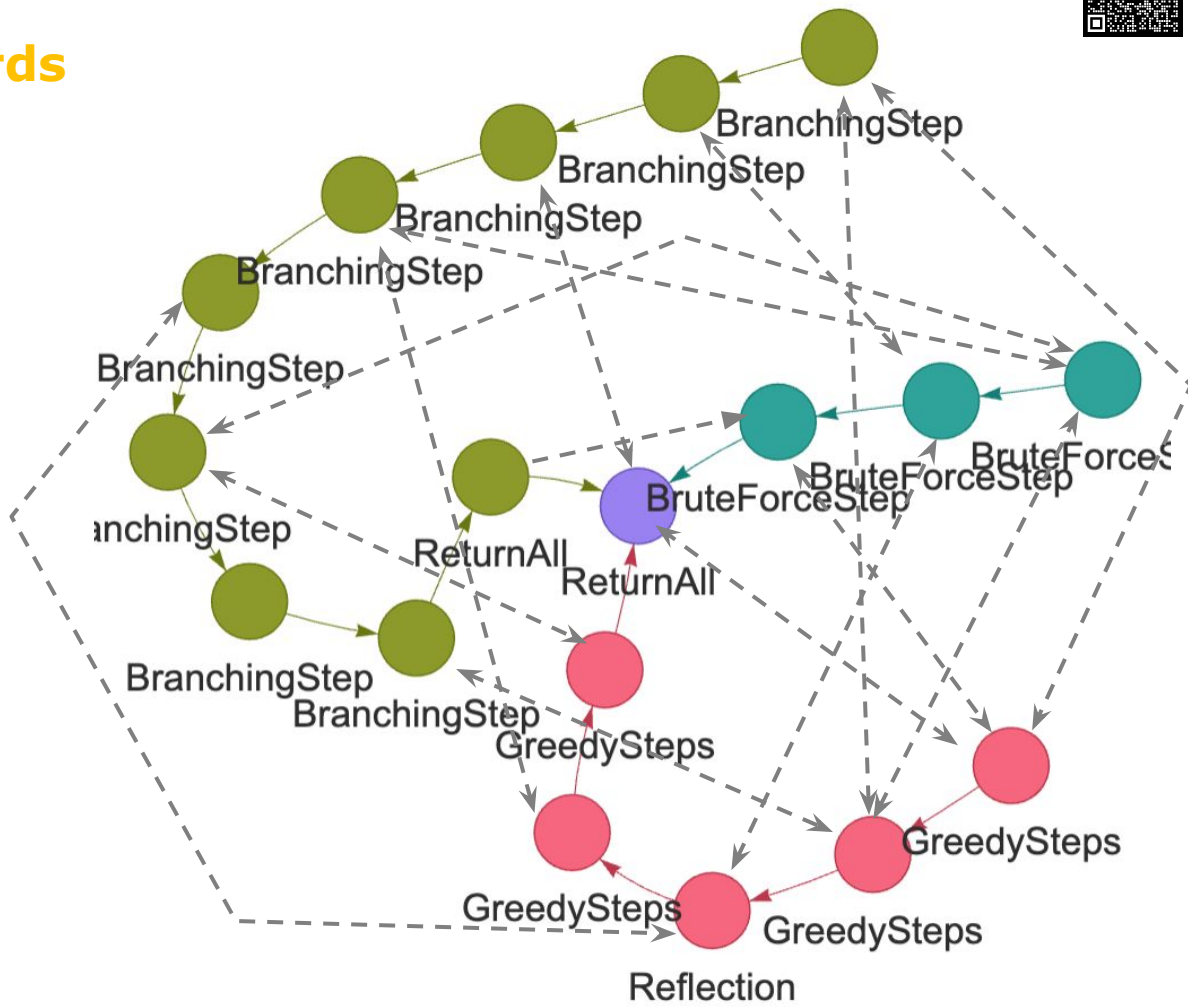 rds
BranchingStep
BranchingStep
BranchingStep
BranchingStep
BranchingStep
BruteForceS
BruteForceStep
BruteForceStep
anchingStep
ReturnAll
ReturnAll
BranchingStep
BranchingStep
GreedySteps
GreedySteps
GreedySteps
GreedySteps
Reflection